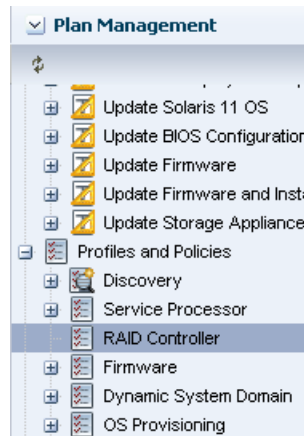 Plan Management
Update Solaris 11 OS
Update BIOS Configuration
Update Firmware
Update Firmware and
Update Storage Appliance
Profiles and Policies
Discovery
Service Processor
RAID Controller
Firmware
Dynamic System Domain
OS Provisioning